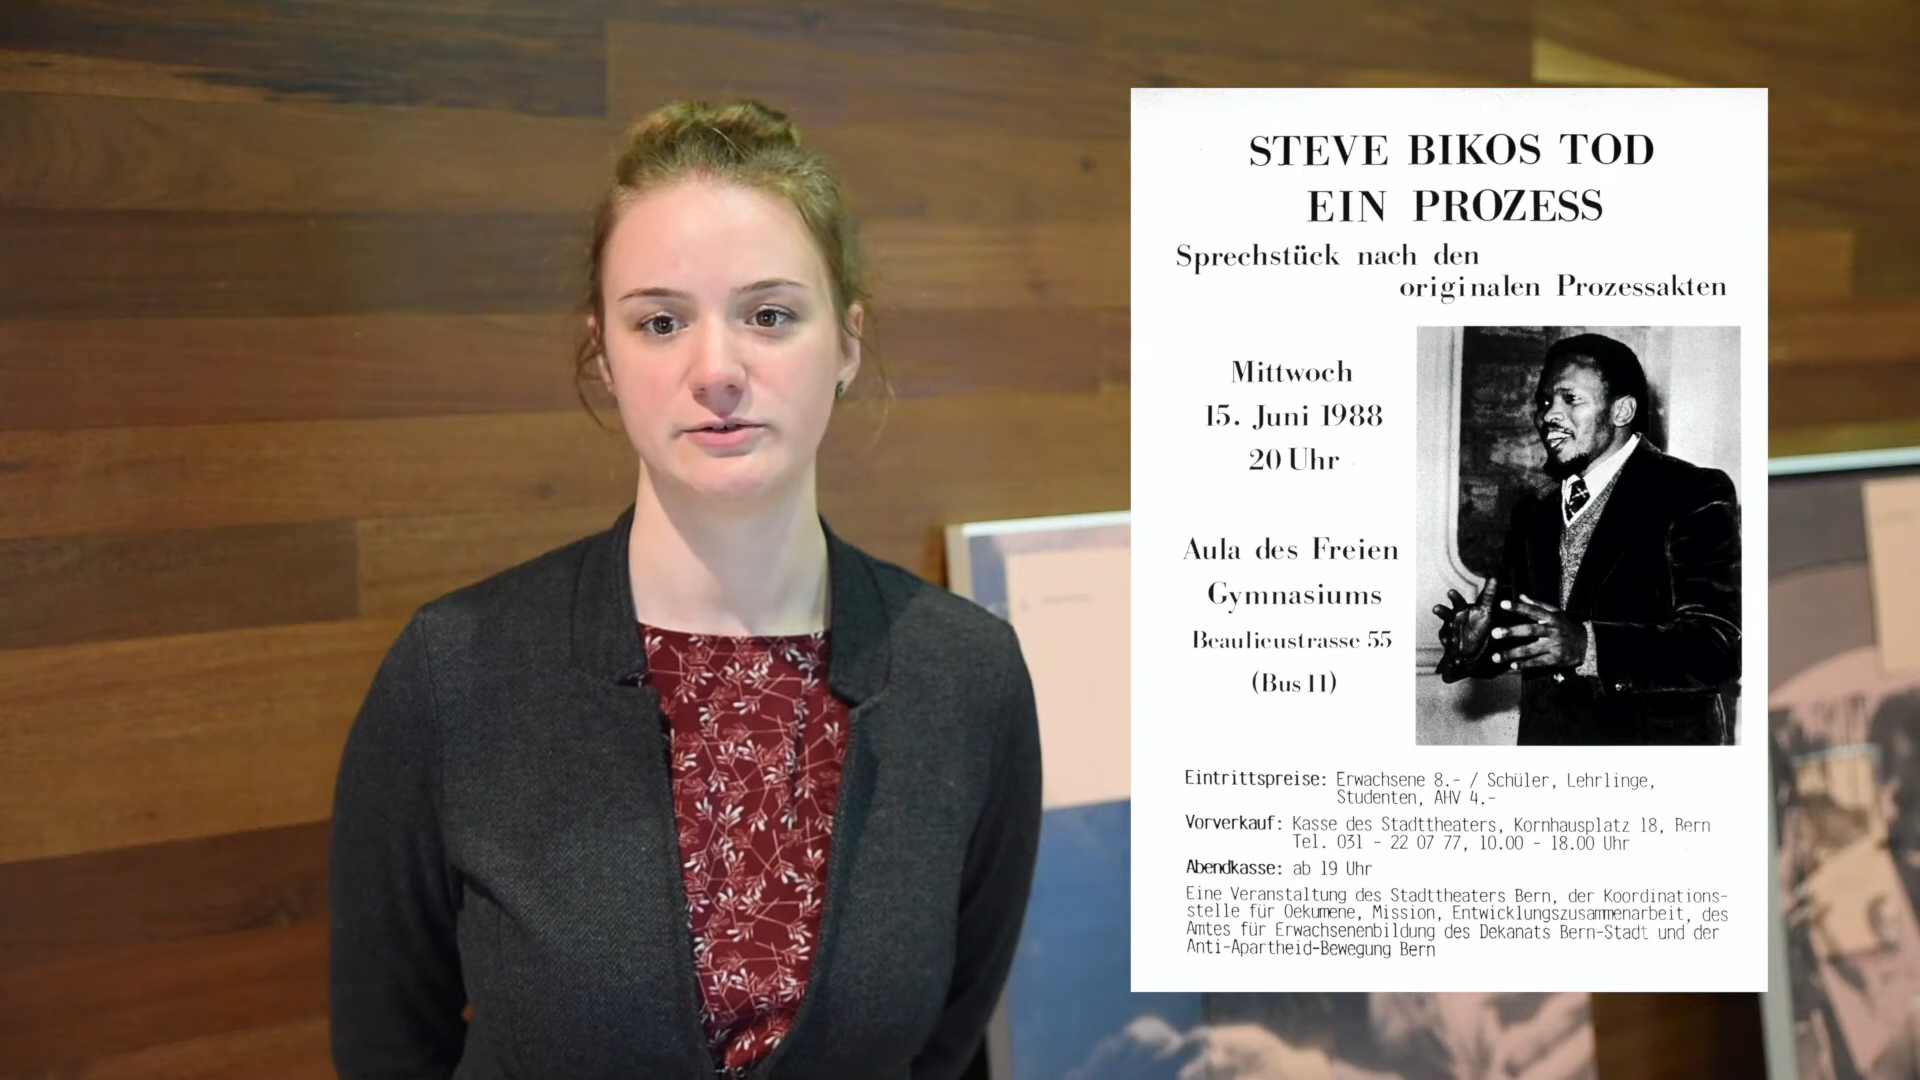 STEVE BIKOS TOD
EIN PROZESS
Sprechstück nach den
originalen Prozessakten
Mittwoch
15. Juni 1988
20 Uhr
Aula des Freien
Gymnasiums
Beaulieustrasse 55
(Bus 11)
Eintrittspreise: Erwachsene 8.- / Schüler, Lehrlinge,
Studenten, AHV 4.-
Vorverkauf: Kasse des Stadttheaters, Kornhausplatz 18, Bern
Tel. 031 - 22 07 77, 10.00 - 18.00 Uhr
Abendkasse: ab 19 Uhr
Eine Veranstaltung des Stadttheaters Bern, der Koordinations-
stelle für Oekumene, Mission, Entwicklungszusammenarbeit, des
Amtes für Erwachsenenbildung des Dekanats Bern-Stadt und der
Anti-Apartheid-Bewegung Bern